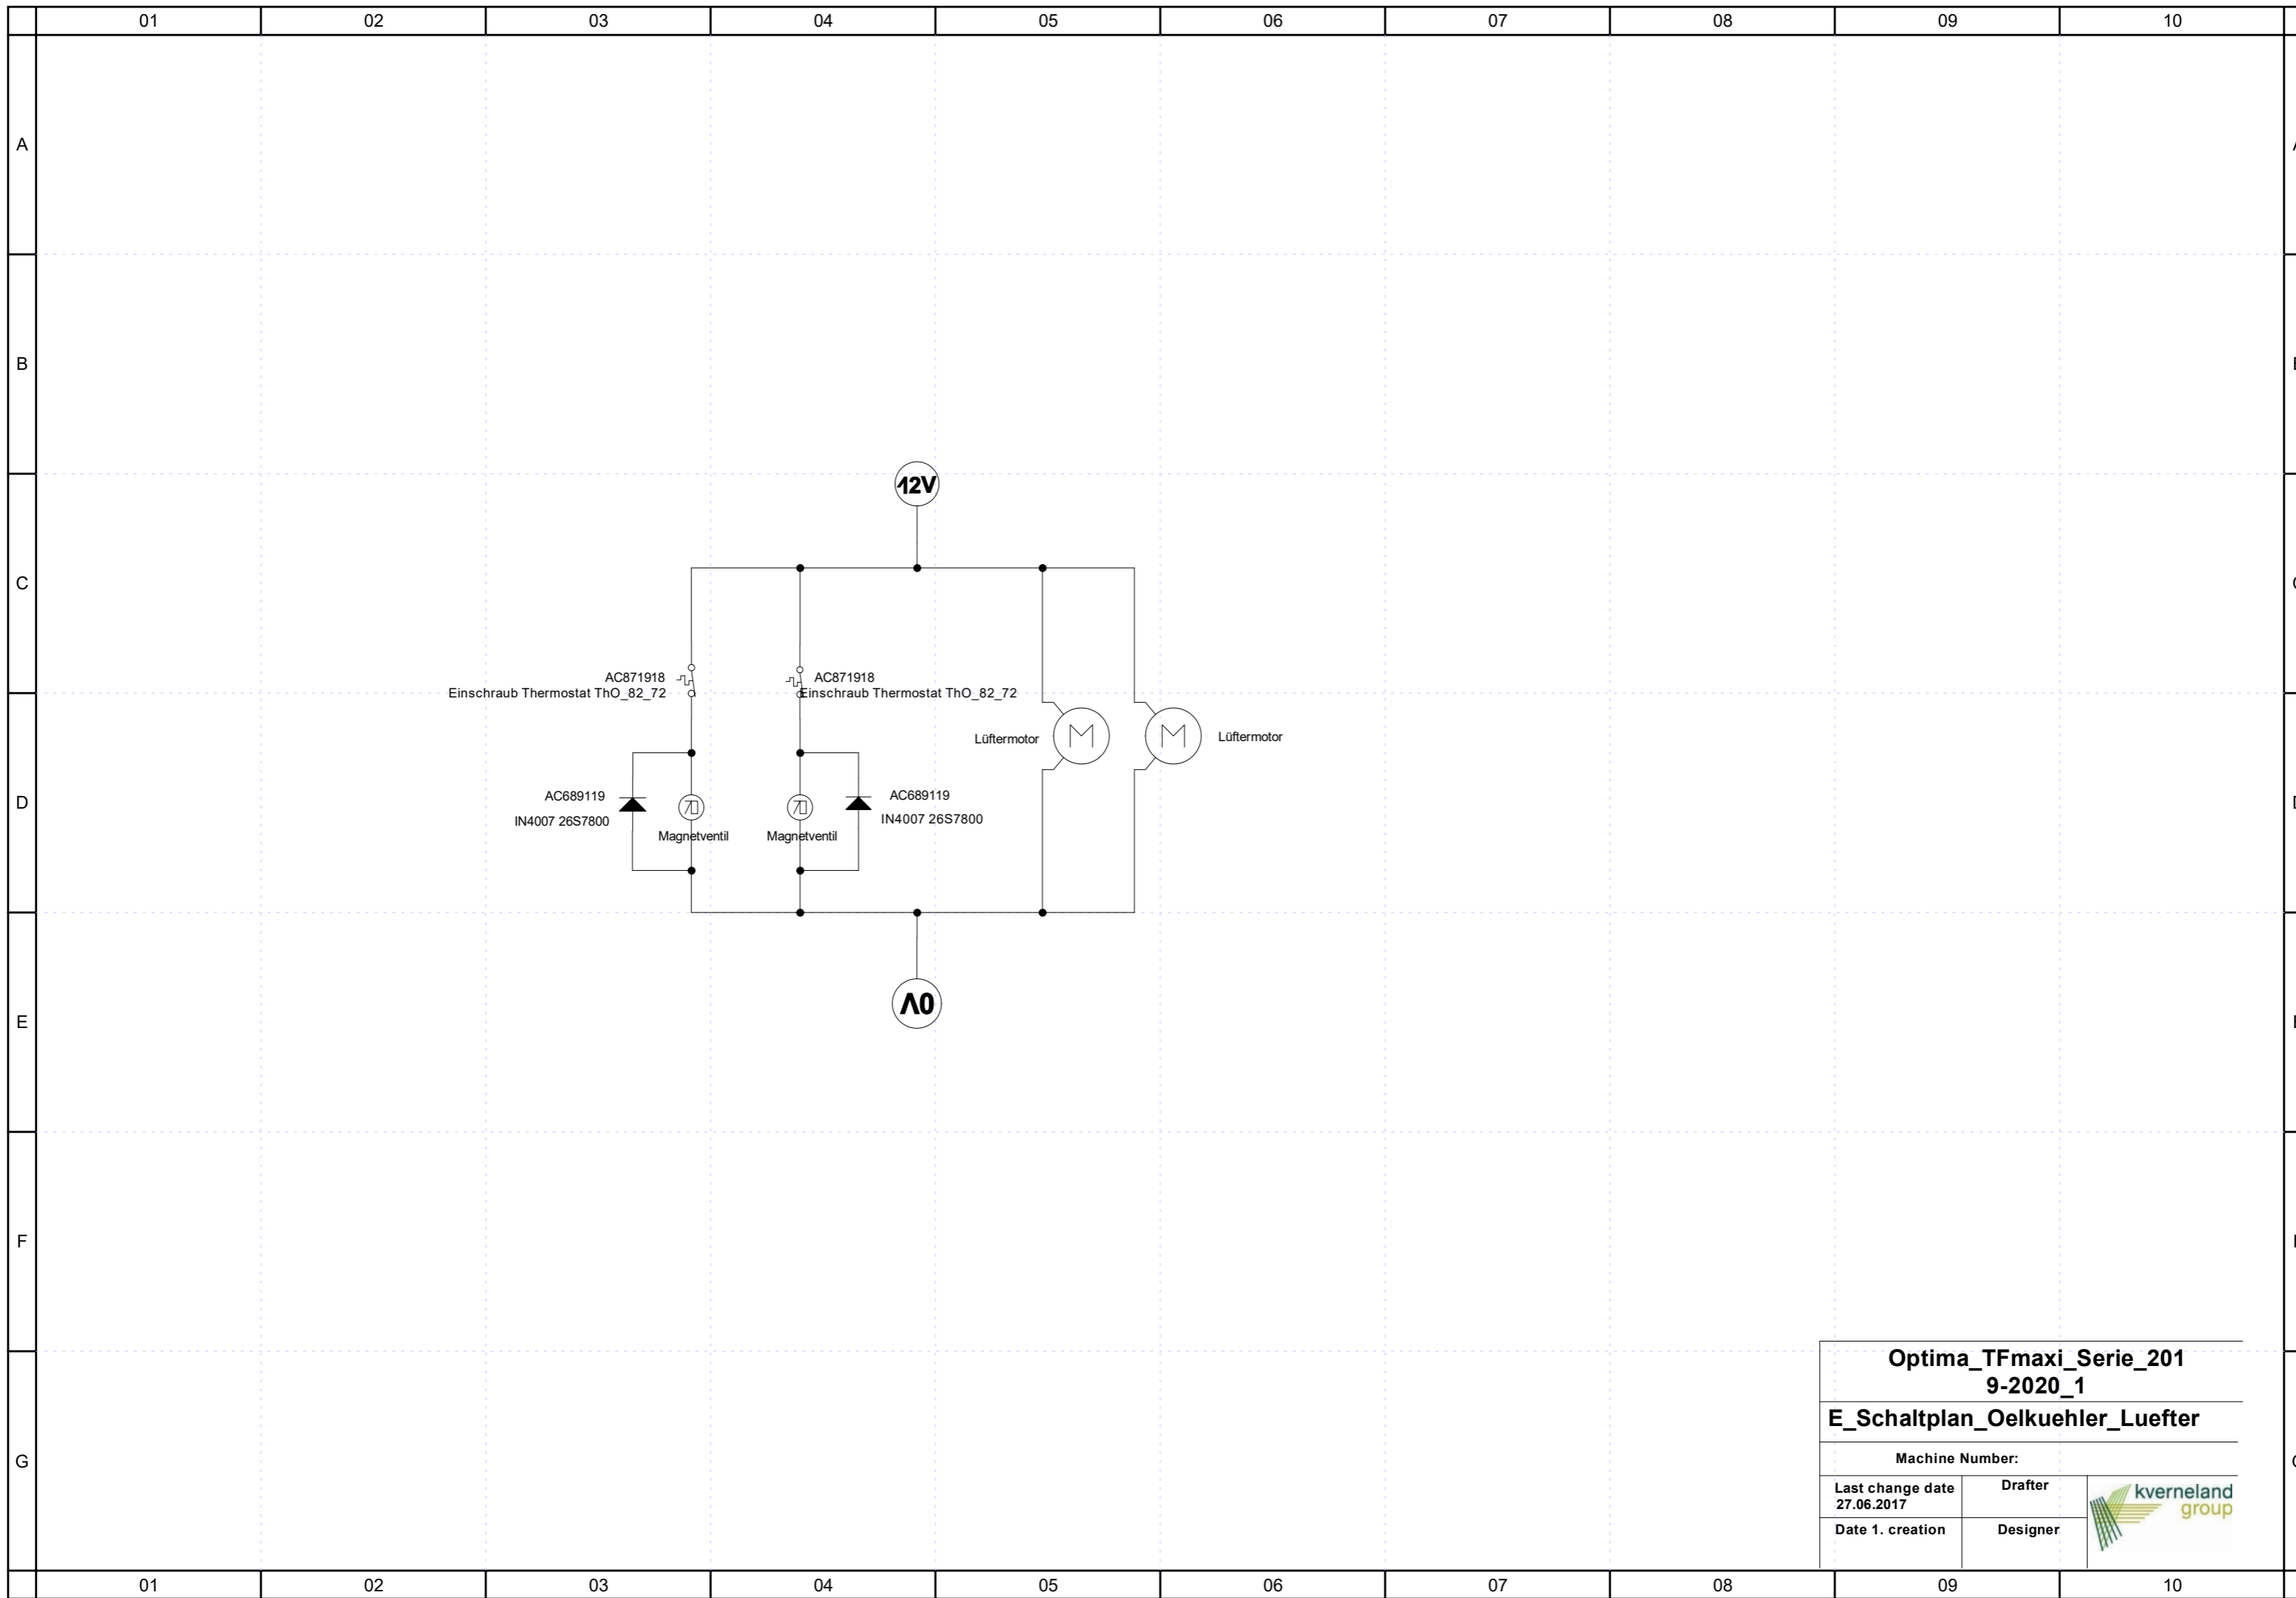 01 02 03 04 05 06 07 08 09 10
A
B
12V
C
AC871918 AC871918
Einschraub Thermostat ThO_82_72 Einschraub Thermostat ThO_82_72
Lüftermotor M M Lüftermotor
D
AC689119 AC689119
IN4007 26S7800 IN4007 26S7800
Magnetventil Magnetventil
0V
E
F
G
Optima_TFmaxi_Serie_201
9-2020_1
E_Schaltplan_Oelkuehler_Luefter
Machine Number:
Last change date Drafter
27.06.2017
Date 1. creation Designer
kverneland
group
01 02 03 04 05 06 07 08 09 10